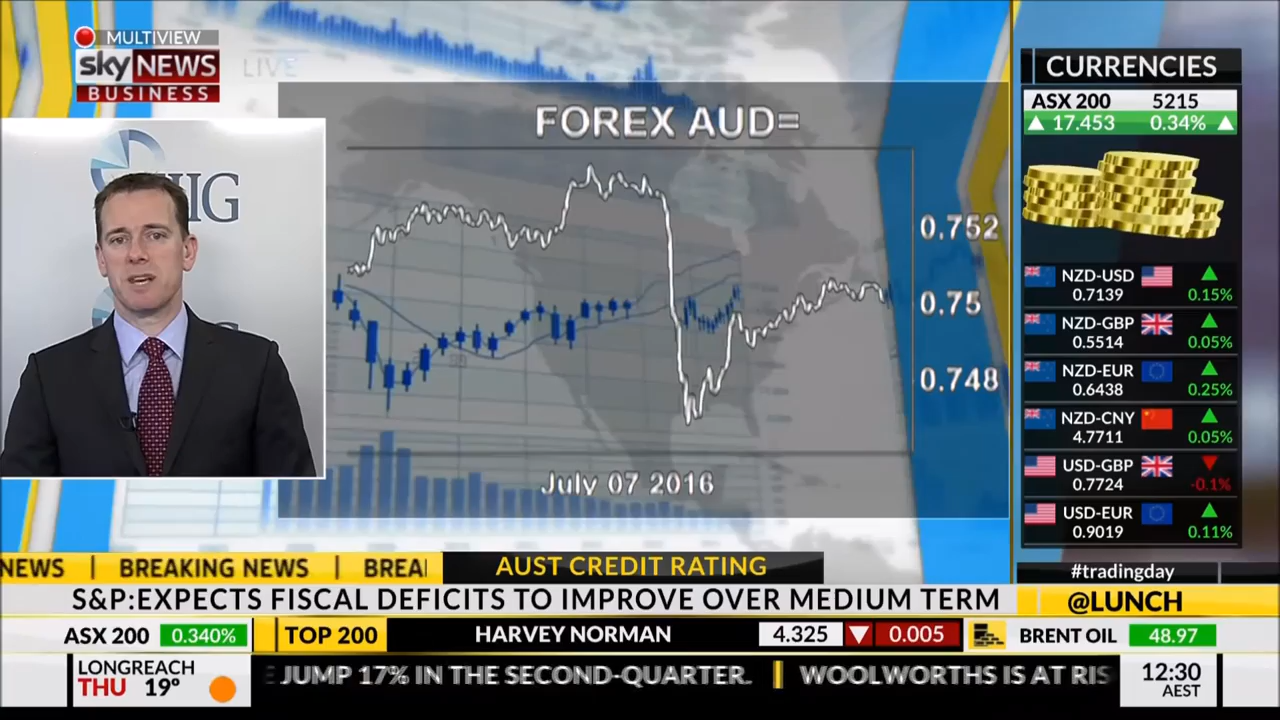 MULTIVIEW
sky NEWS
BUSINESS
LIVE
IIG
FOREX AUD=
0.752
0.75
0.748
July 07 2016
CURRENCIES
ASX 200 5215
17.453 0.34%
NZD-USD
0.7139 0.15%
NZD-GBP
0.5514 0.05%
NZD-EUR
0.6438 0.25%
NZD-CNY
4.7711 0.05%
USD-GBP
0.7724 -0.1%
USD-EUR
0.9019 0.11%
#tradingday
@LUNCH
NEWS | BREAKING NEWS | BREA
AUST CREDIT RATING
S&P:EXPECTS FISCAL DEFICITS TO IMPROVE OVER MEDIUM TERM
ASX 200 0.340% TOP 200 HARVEY NORMAN 4.325 0.005 BRENT OIL 48.97
LONGREACH
THU 19°
JUMP 17% IN THE SECOND-QUARTER. | WOOLWORTHS IS AT RIS
12:30
AEST